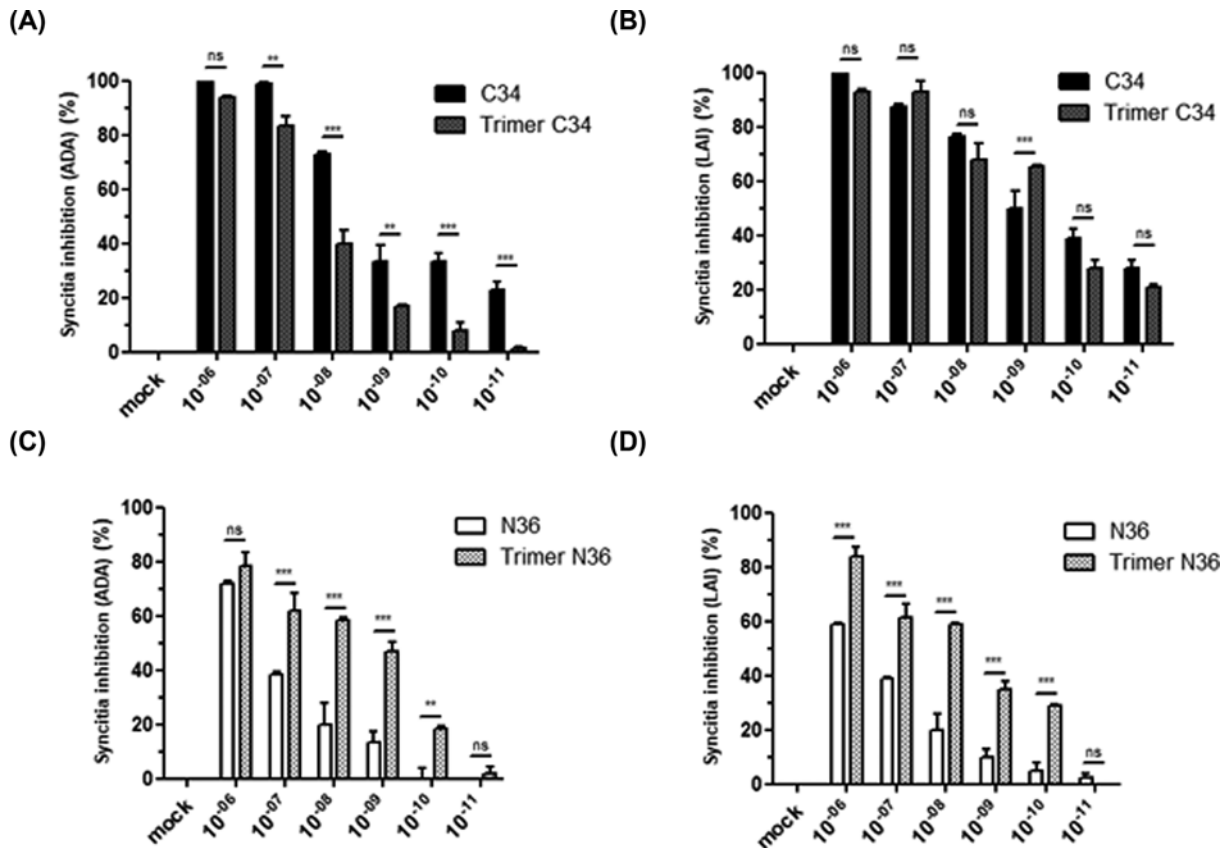 (A)
Syncitia inhibition (ADA) (%)
100
80
60
40
20
0
ns
**
***
**
***
***
C34
Trimer C34
mock
10-06
10-07
10-08
10-09
10-10
10-11
(B)
Syncitia inhibition (LAI) (%)
100
80
60
40
20
0
ns
ns
ns
***
ns
ns
C34
Trimer C34
mock
10-06
10-07
10-08
10-09
10-10
10-11
(C)
Syncitia inhibition (ADA) (%)
100
80
60
40
20
0
ns
***
***
***
**
ns
N36
Trimer N36
mock
10-06
10-07
10-08
10-09
10-10
10-11
(D)
Syncitia inhibition (LAI) (%)
100
80
60
40
20
0
***
***
***
***
***
ns
N36
Trimer N36
mock
10-06
10-07
10-08
10-09
10-10
10-11